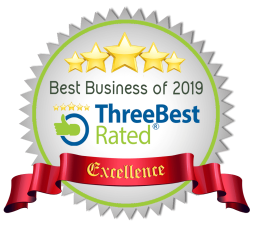 Best Business of 2019
ThreeBest
Rated®
Excellence